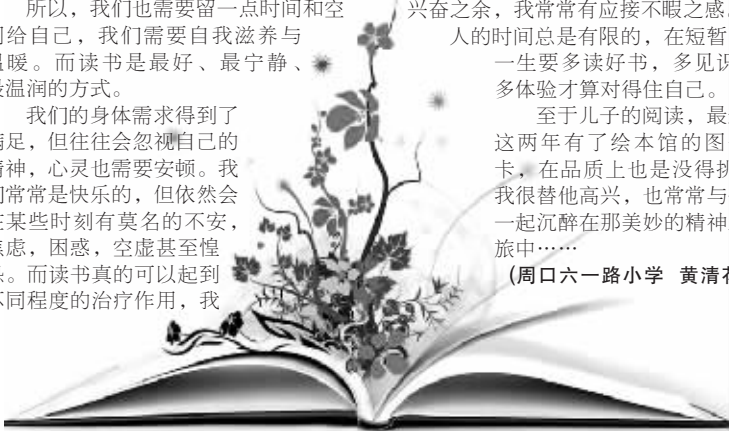 所以，我们也需要留一点时间和空
间给自己，我们需要自我滋养与
温暖。而读书是最好、最宁静、
最温润的方式。
我们的身体需求得到了
满足，但往往会忽视自己的
精神，心灵也需要安顿。我
们常常是快乐的，但依然会
在某些时刻有莫名的不安，
焦虑，困惑，空虚甚至惶
恐。而读书真的可以起到
不同程度的治疗作用，我
兴奋之余，我常常有应接不暇之感。
人的时间总是有限的，在短暂
一生要多读好书，多见识
多体验才算对得住自己。
至于儿子的阅读，最
这两年有了绘本馆的图
卡，在品质上也是没得挑
我很替他高兴，也常常与
一起沉醉在那美妙的精神
旅中……
(周口六一路小学 黄清